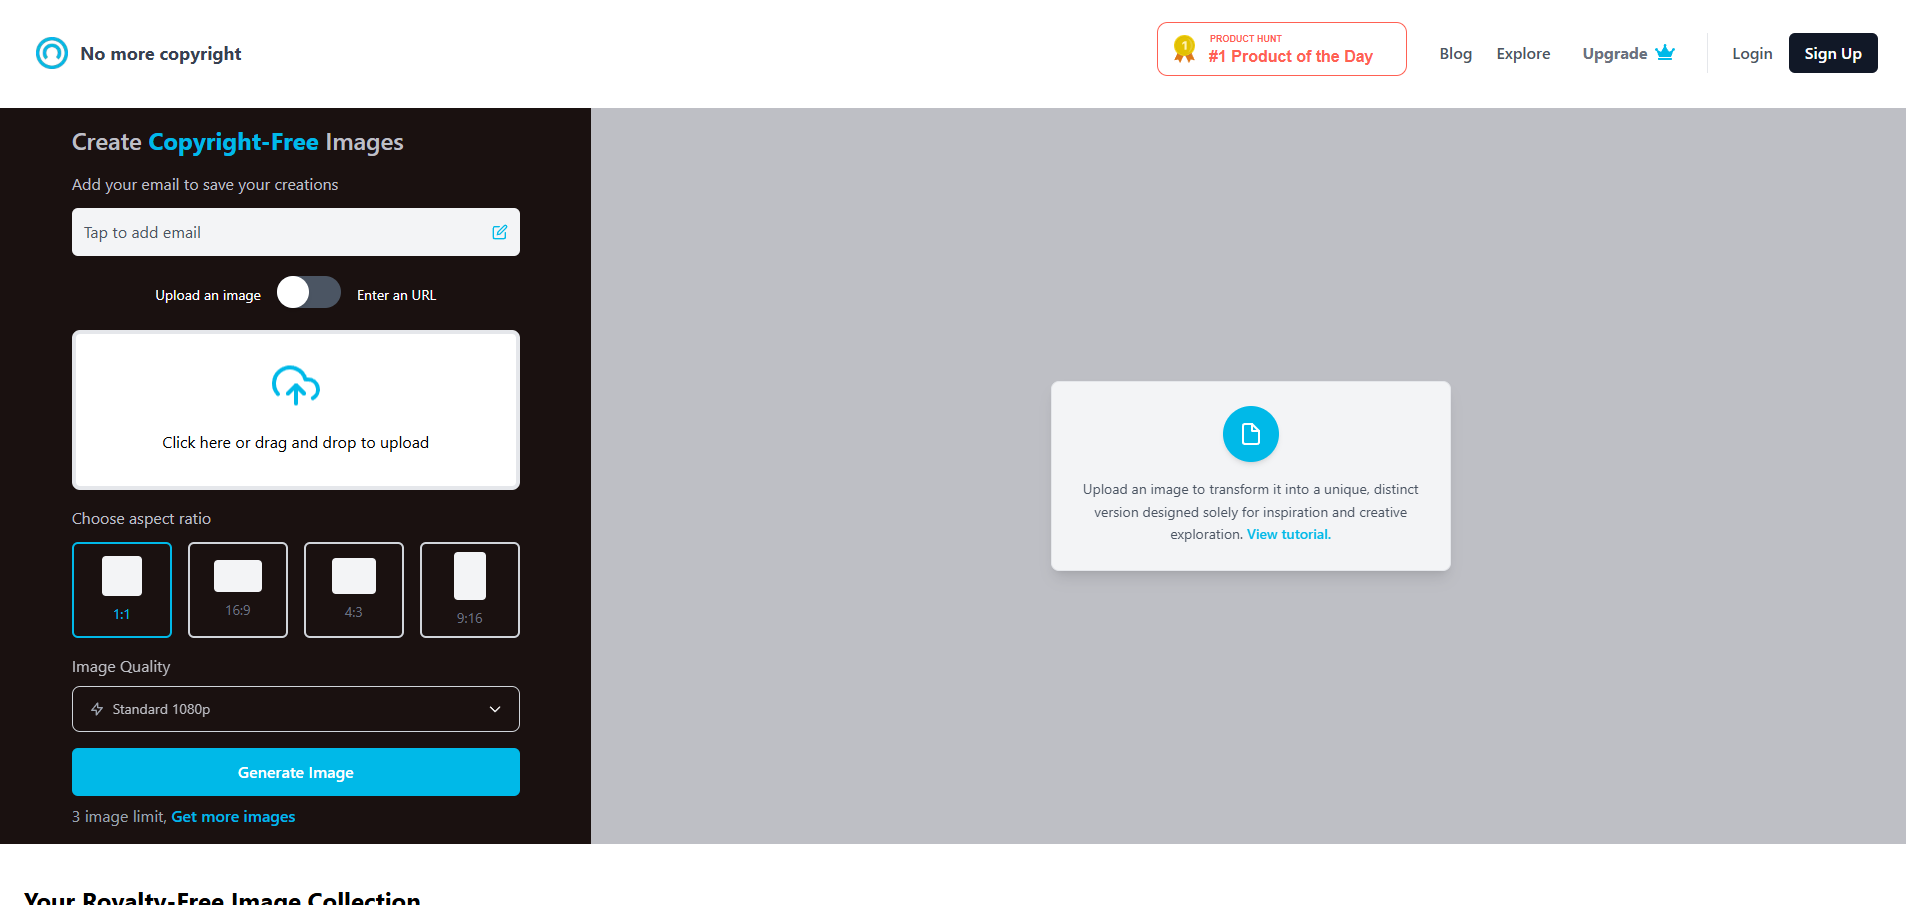 No more copyright
1
PRODUCT HUNT
#1 Product of the Day
Blog
Explore
Upgrade
Login
Sign Up
Create Copyright-Free Images
Add your email to save your creations
Tap to add email
Upload an image
Enter an URL
Click here or drag and drop to upload
Choose aspect ratio
1:1
16:9
4:3
9:16
Image Quality
Standard 1080p
Generate Image
3 image limit, Get more images
Upload an image to transform it into a unique, distinct
version designed solely for inspiration and creative
exploration. View tutorial.
Your Royalty-Free Image Collection